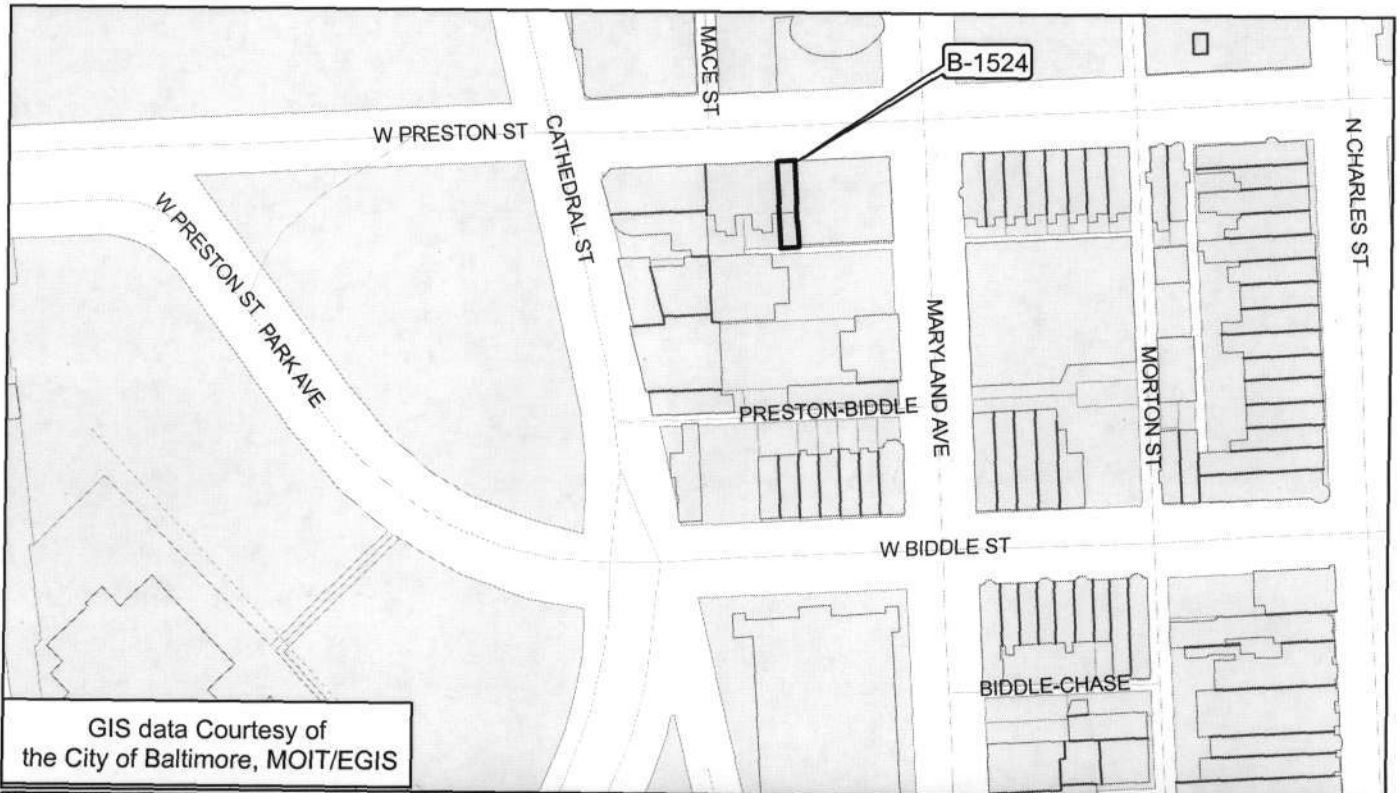 MACE ST
B-1524
W PRESTON ST
CATHEDRAL ST
N CHARLES ST
W PRESTON ST PARK AVE
MARYLAND AVE
MORTON ST
PRESTON-BIDDLE
W BIDDLE ST
BIDDLE-CHASE
GIS data Courtesy of
the City of Baltimore, MOIT/EGIS